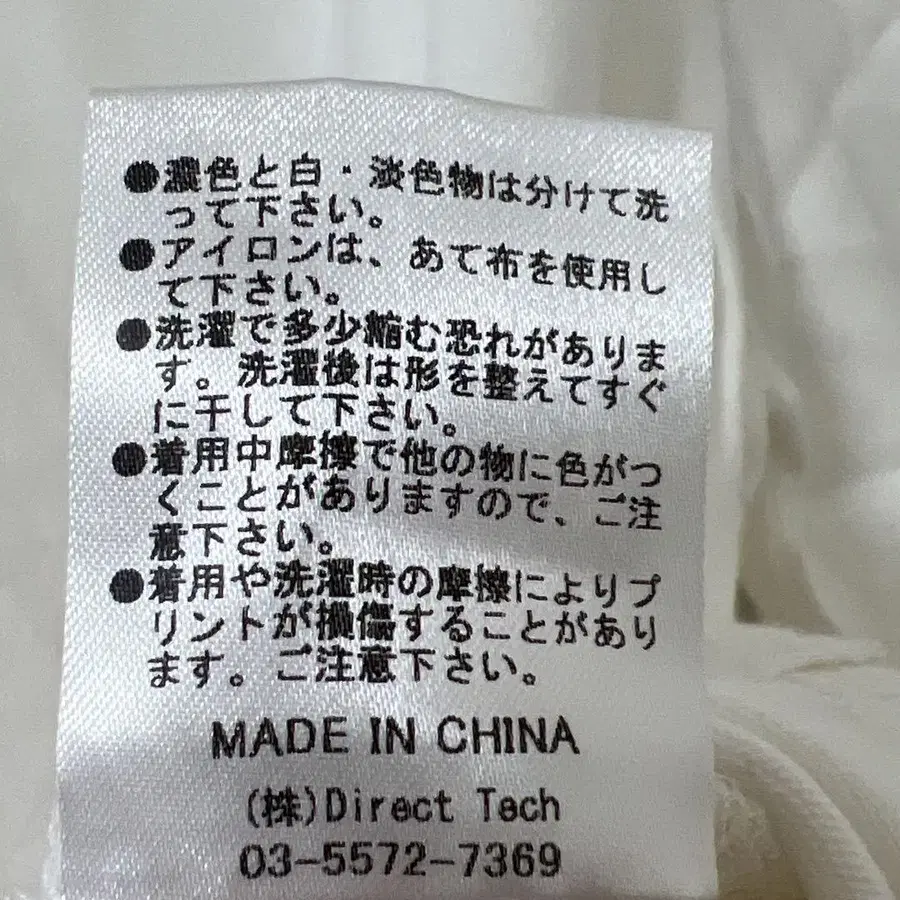 ●濃色と白・淡色物は分けて洗
って下さい。
●アイロンは、あて布を使用し
て下さい。
●洗濯で多少縮む恐れがありま
す。洗濯後は形を整えてすぐ
に干して下さい。
●着用中摩擦で他の物に色がつ
くことがありますので、ご注
意下さい。
●着用や洗濯時の摩擦によりプ
リントが損傷することがあり
ます。ご注意下さい。
MADE IN CHINA
(株)Direct Tech
03-5572-7369